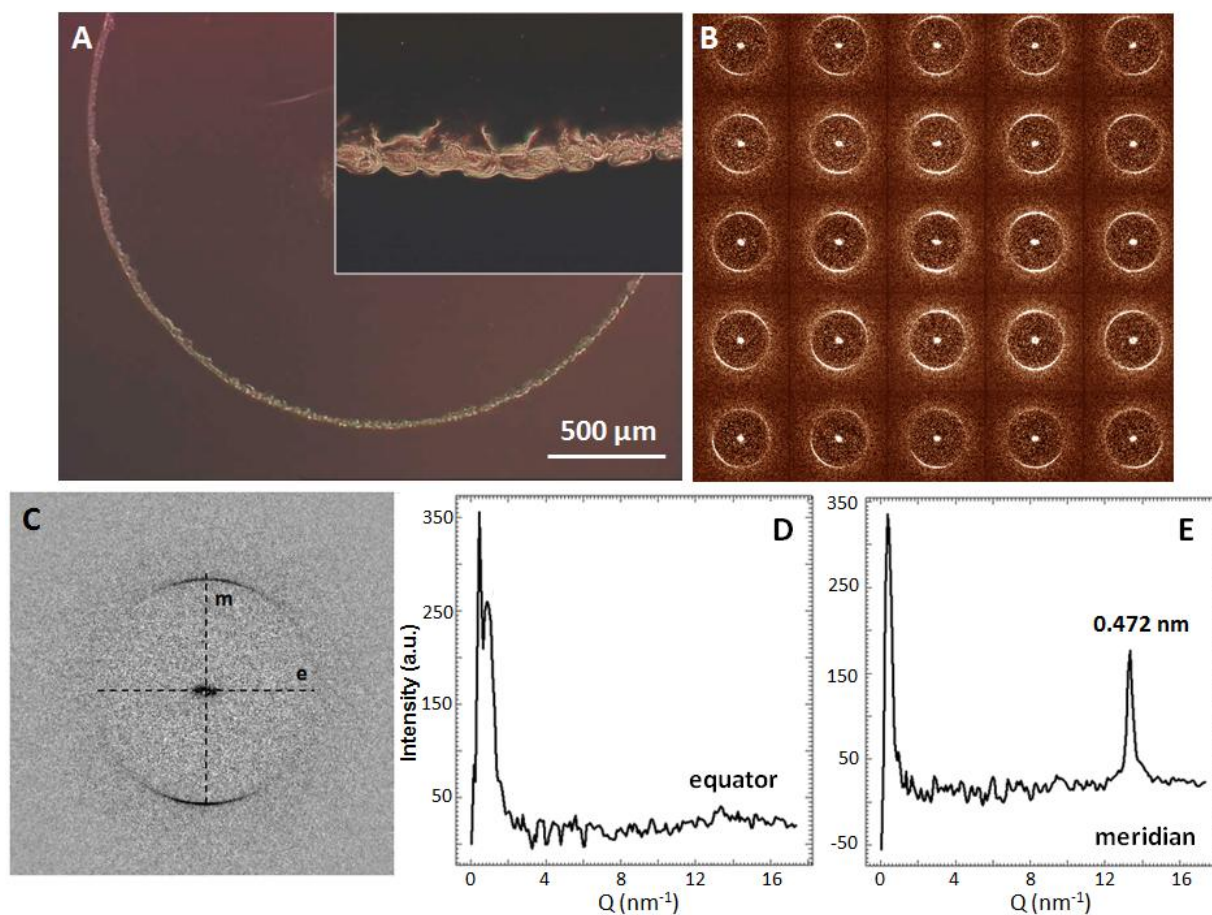 A
500 µm
B
C
m
e
D
350
250
150
50
Intensity (a.u.)
equator
0 4 8 12 16
Q (nm⁻¹)
E
350
250
150
50
-50
0.472 nm
meridian
0 4 8 12 16
Q (nm⁻¹)